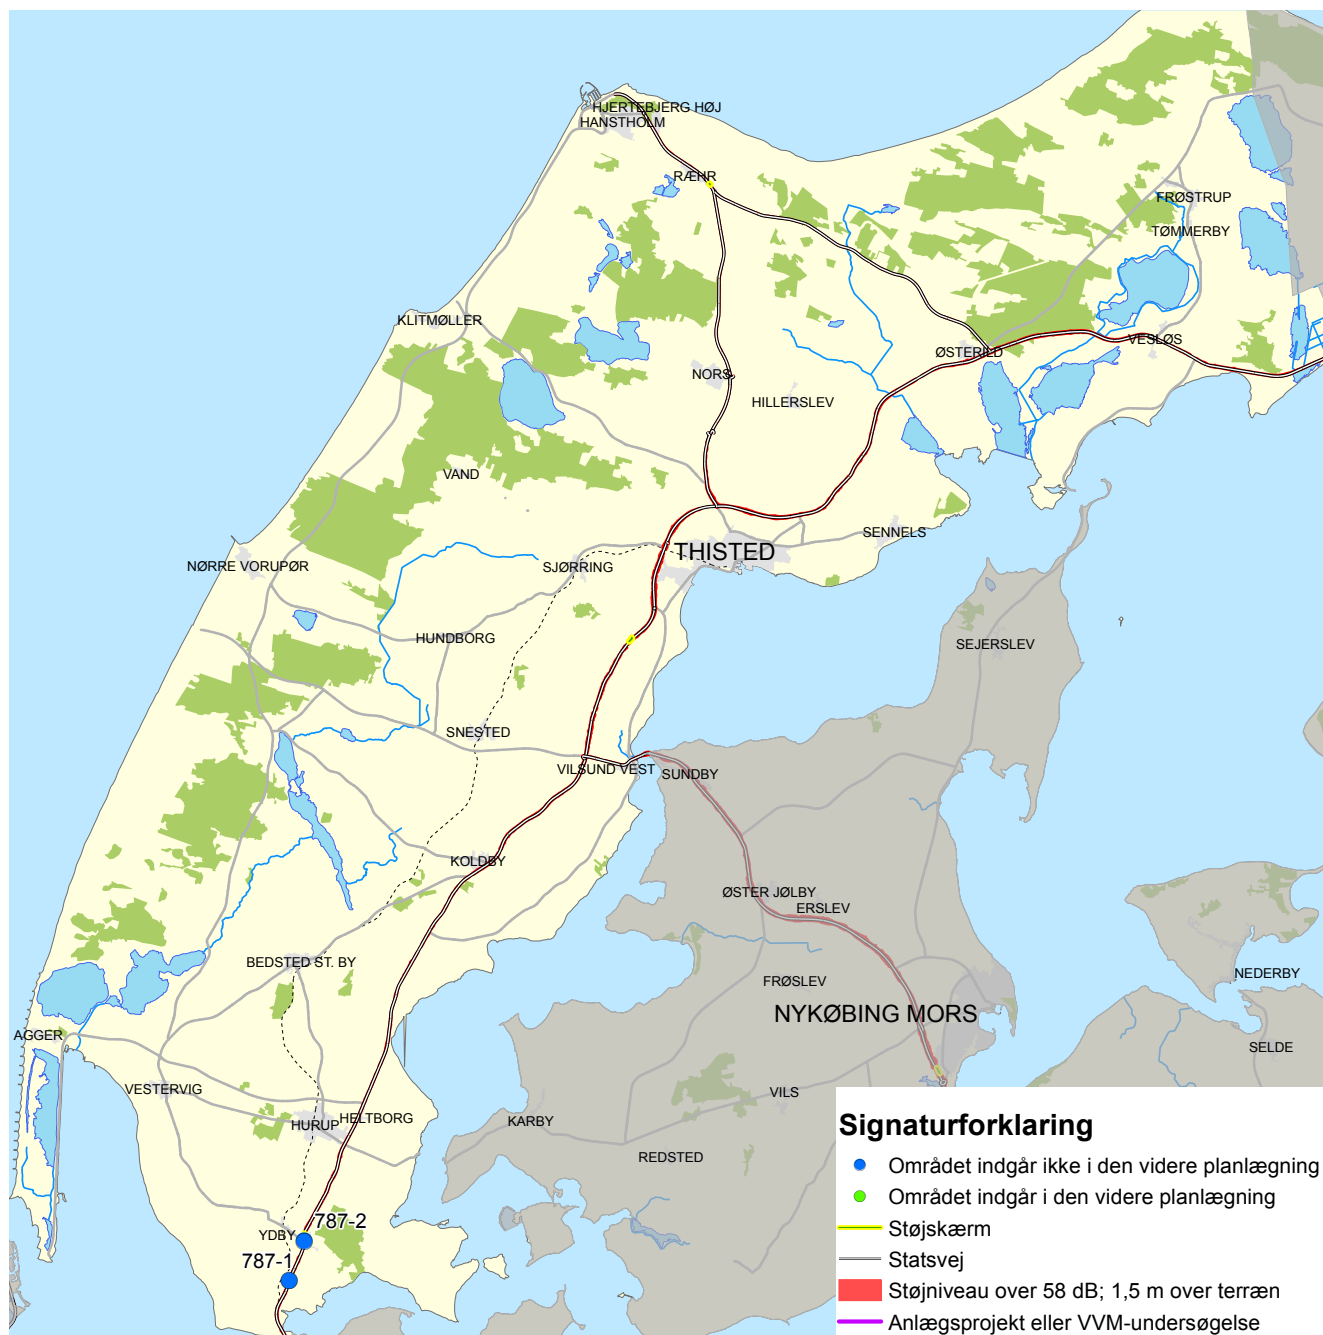 HJERTEBJERG HØJ
HANSTHOLM
RÆHR
FRØSTRUP
TØMMERBY
KLITMØLLER
VESLØS
ØSTERILD
NORS
HILLERSLEV
VAND
SENNELS
THISTED
NØRRE VORUPØR
SJØRRING
HUNDBORG
SEJERSLEV
SNESTED
VILSUND VEST
SUNDBY
KOLDBY
ØSTER JØLBY
ERSLEV
BEDSTED ST. BY
FRØSLEV
NEDERBY
NYKØBING MORS
AGGER
SELDE
VESTERVIG
VILS
HELTBORG
HURUP
KARBY
REDSTED
787-2
YDBY
787-1
Signaturforklaring
Området indgår ikke i den videre planlægning
Området indgår i den videre planlægning
Støjskærm
Statsvej
Støjniveau over 58 dB; 1,5 m over terræn
Anlægsprojekt eller VVM-undersøgelse